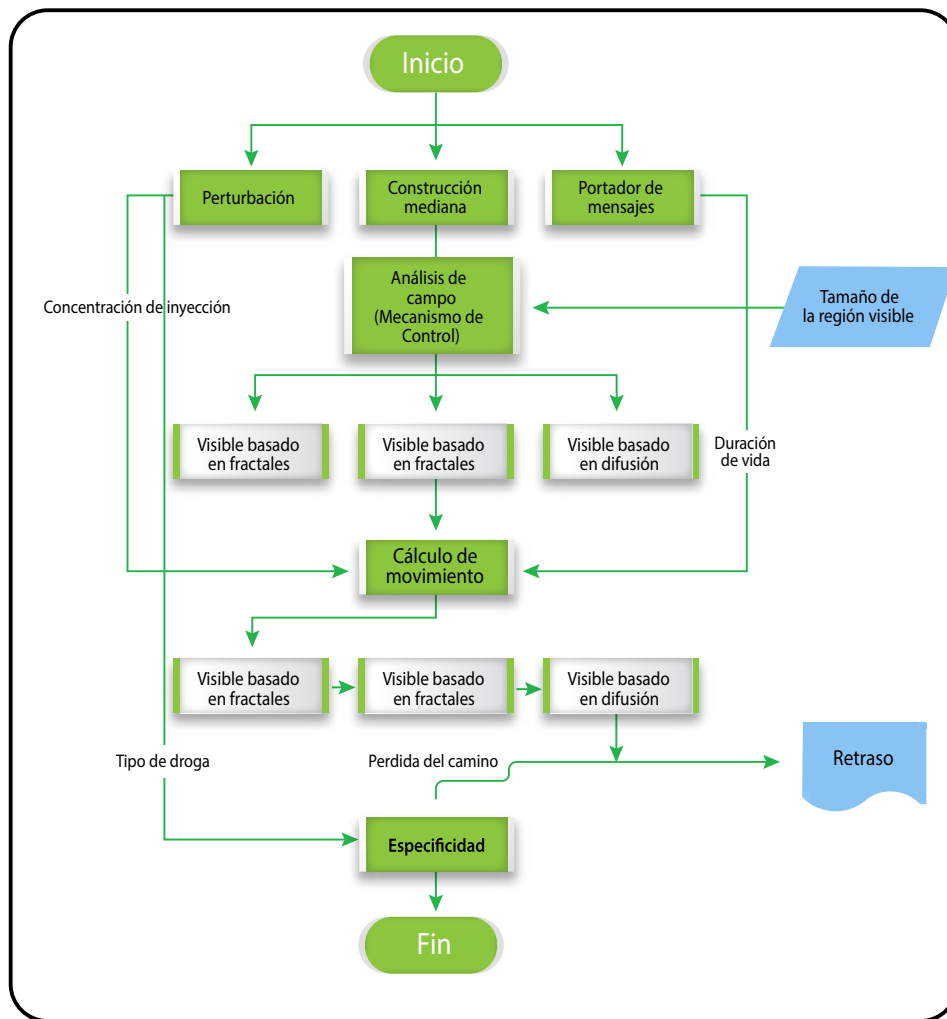 Inicio
Perturbación
Construcción
mediana
Portador de
mensajes
Concentración de inyección
Análisis de
campo
(Mecanismo de
Control)
Tamaño de
la región visible
Visible basado
en fractales
Visible basado
en fractales
Visible basado
en difusión
Duración
de vida
Cálculo de
movimiento
Visible basado
en fractales
Visible basado
en fractales
Visible basado
en difusión
Tipo de droga
Perdida del camino
Retraso
Especificidad
Fin